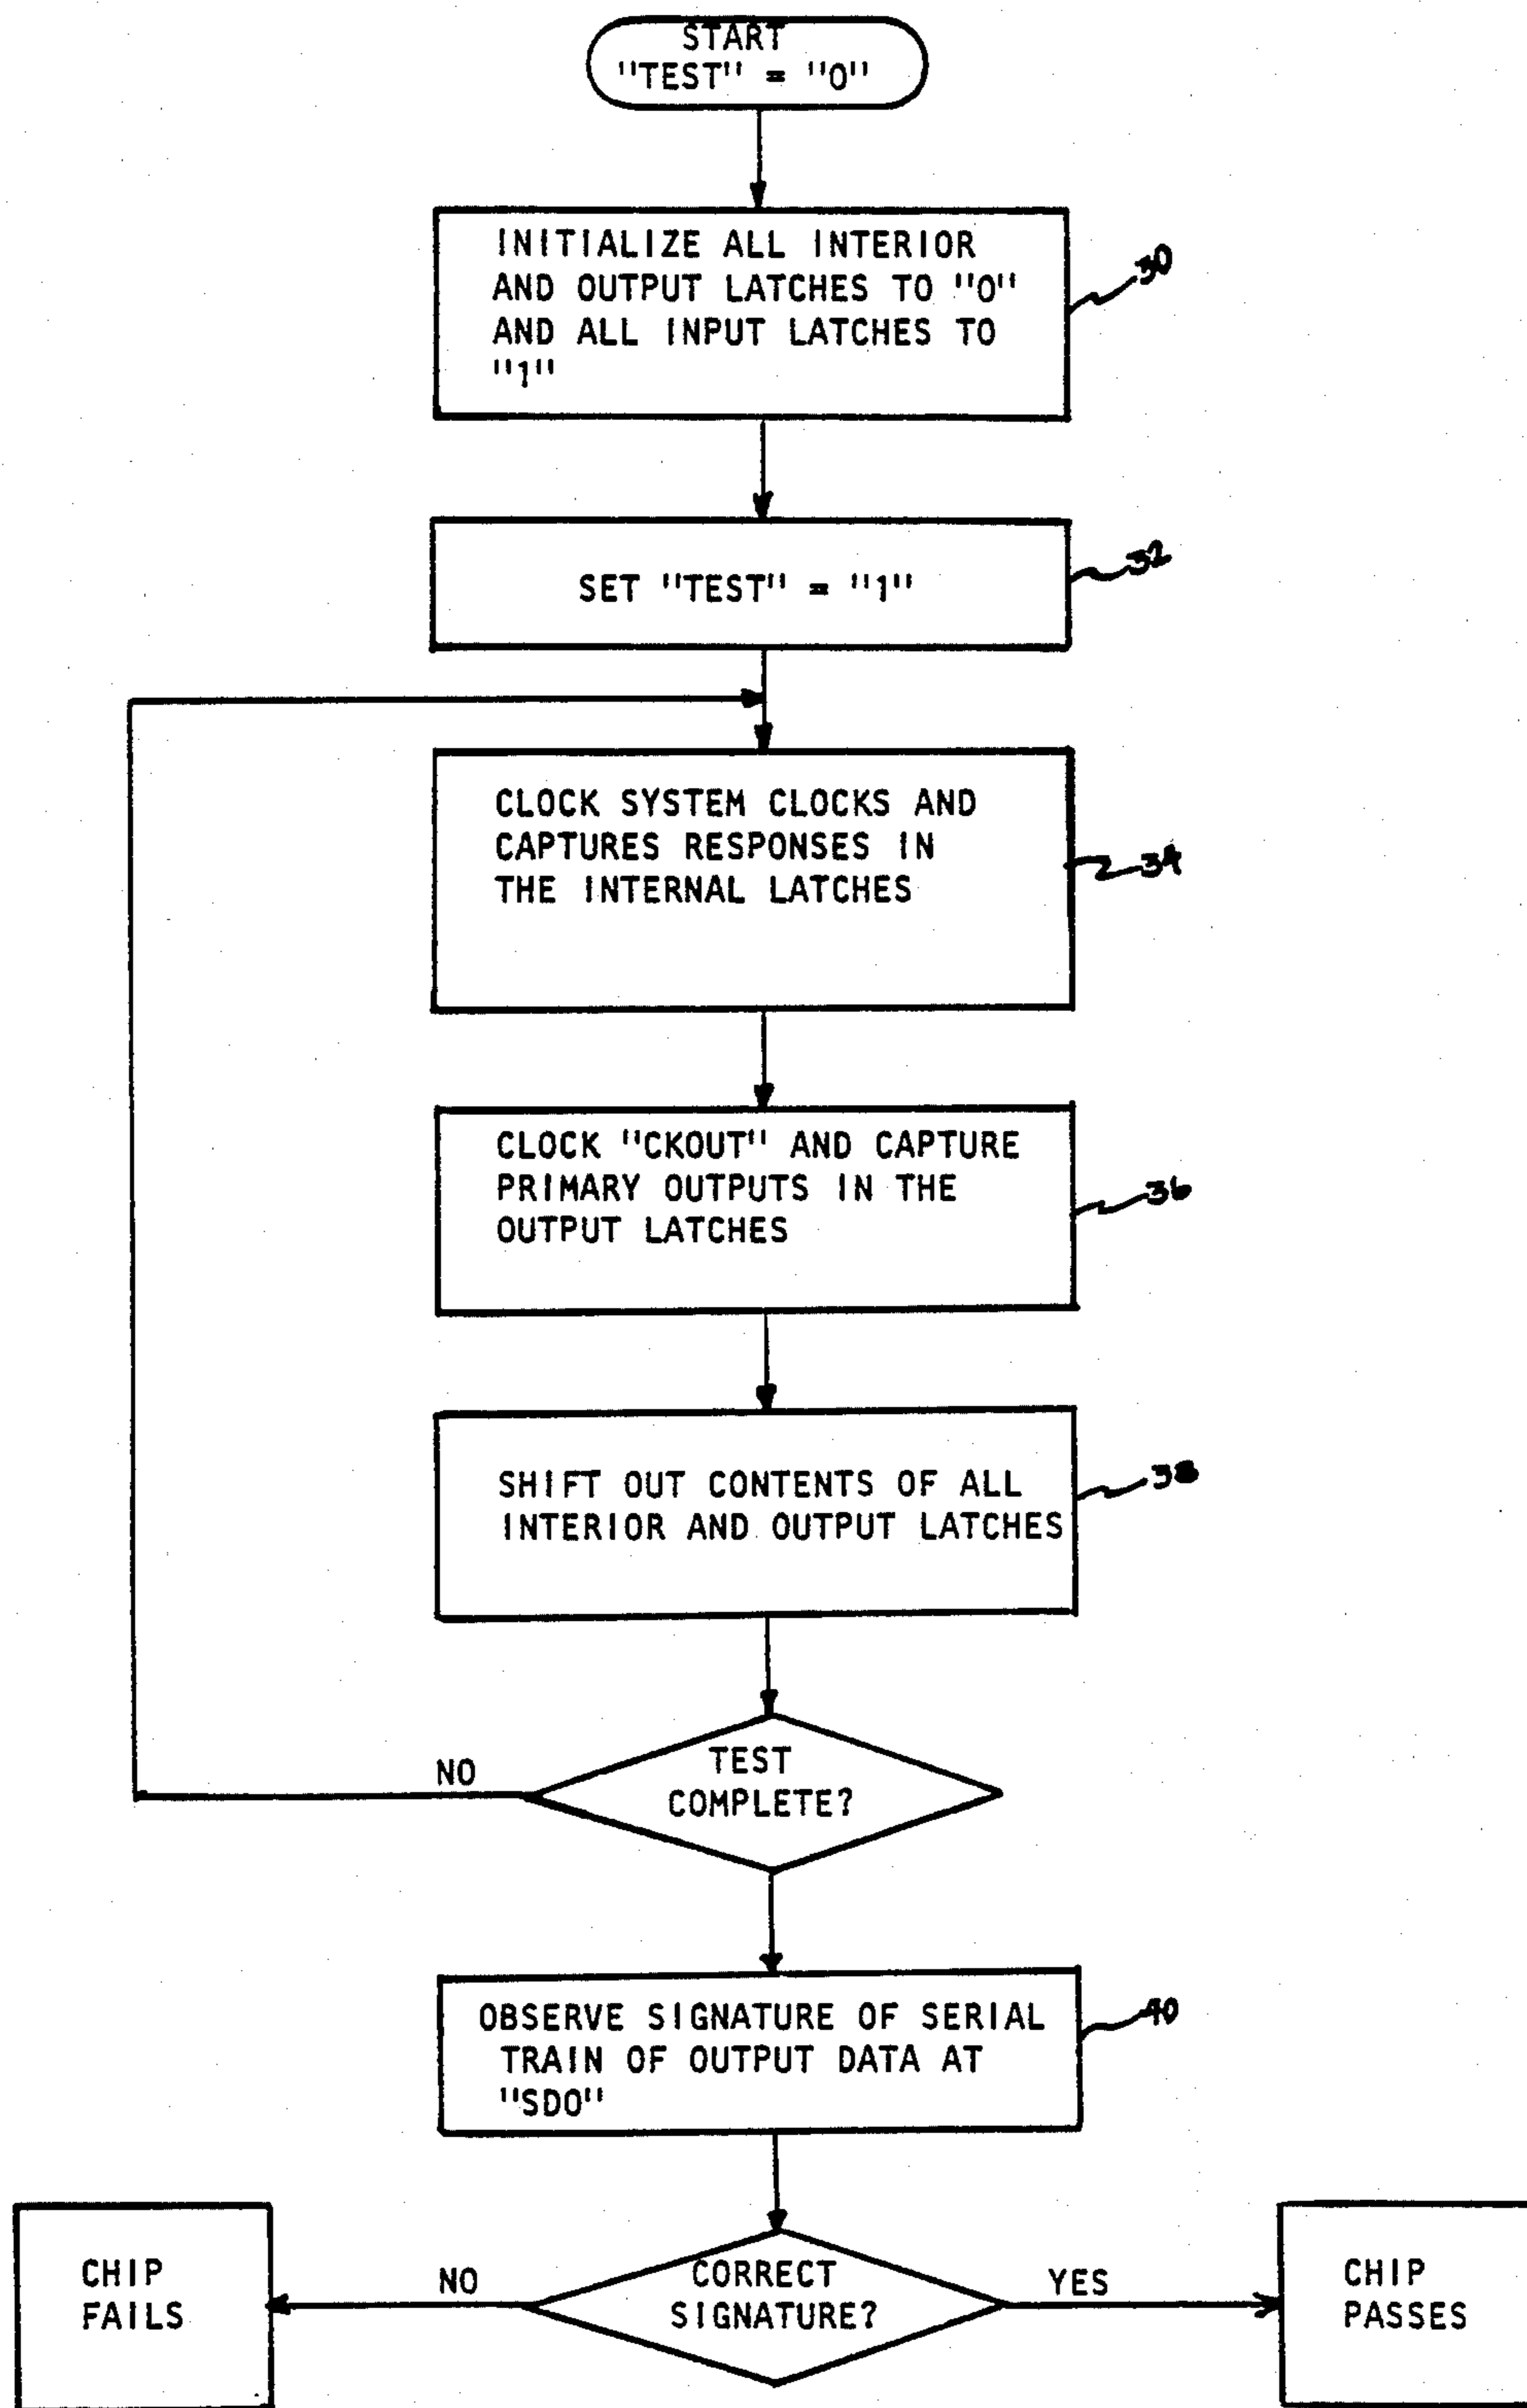 START
"TEST" = "0"
INITIALIZE ALL INTERIOR
AND OUTPUT LATCHES TO "0"
AND ALL INPUT LATCHES TO
"1"
30
SET "TEST" = "1"
32
CLOCK SYSTEM CLOCKS AND
CAPTURES RESPONSES IN
THE INTERNAL LATCHES
34
CLOCK "CKOUT" AND CAPTURE
PRIMARY OUTPUTS IN THE
OUTPUT LATCHES
36
SHIFT OUT CONTENTS OF ALL
INTERIOR AND OUTPUT LATCHES
38
TEST
COMPLETE?
NO
OBSERVE SIGNATURE OF SERIAL
TRAIN OF OUTPUT DATA AT
"SDO"
40
CORRECT
SIGNATURE?
NO
YES
CHIP
FAILS
CHIP
PASSES